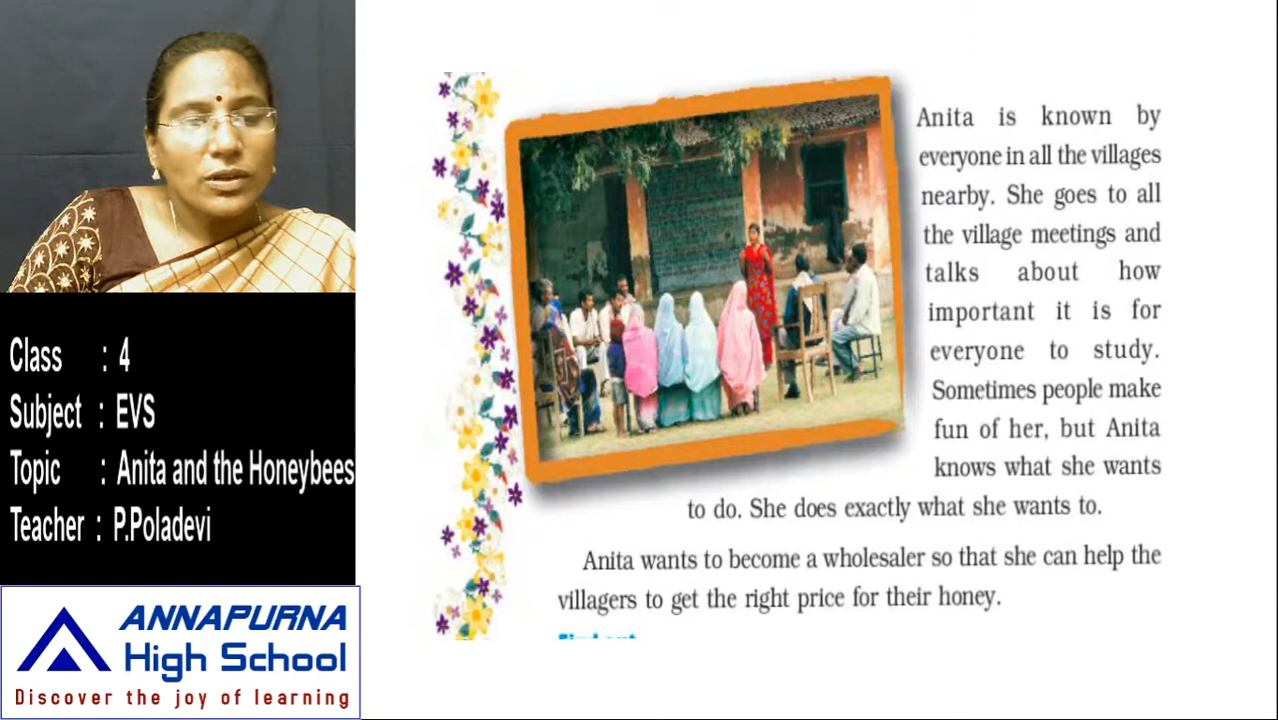 Class : 4
Subject : EVS
Topic : Anita and the Honeybees
Teacher : P.Poladevi
ANNAPURNA
High School
Discover the joy of learning
Anita is known by
everyone in all the villages
nearby. She goes to all
the village meetings and
talks about how
important it is for
everyone to study.
Sometimes people make
fun of her, but Anita
knows what she wants
to do. She does exactly what she wants to.
Anita wants to become a wholesaler so that she can help the
villagers to get the right price for their honey.